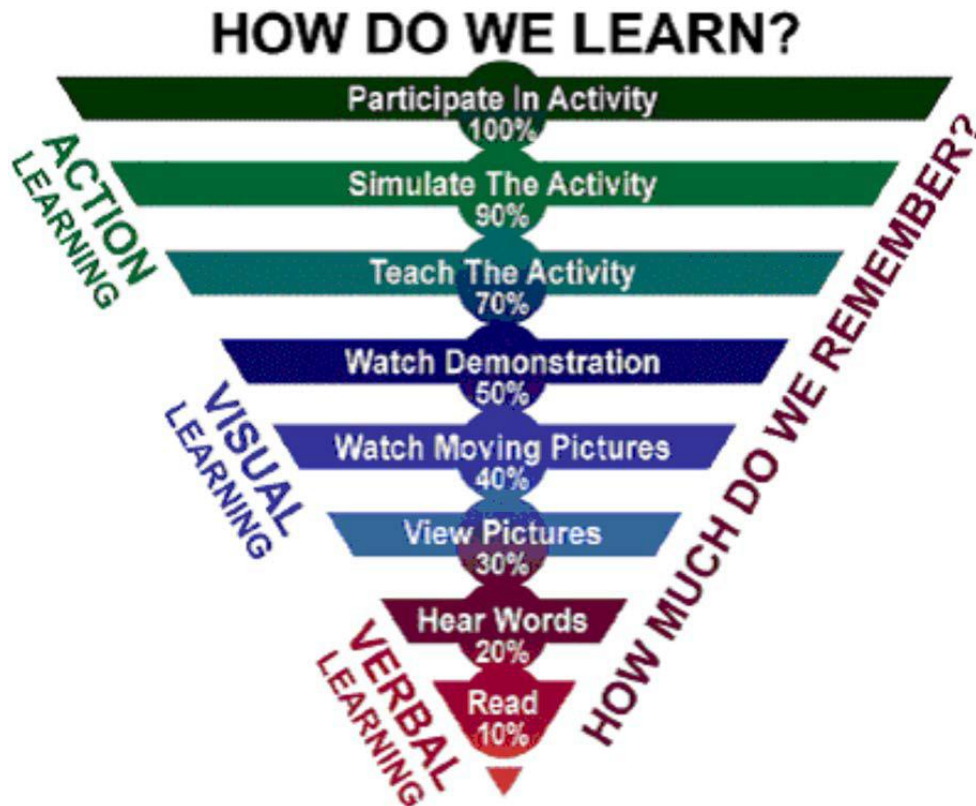 HOW DO WE LEARN?
Participate In Activity
100%
Simulate The Activity
90%
Teach The Activity
70%
ACTION
LEARNING
Watch Demonstration
50%
Watch Moving Pictures
40%
View Pictures
30%
VISUAL
LEARNING
Hear Words
20%
Read
10%
VERBAL
LEARNING
HOW MUCH DO WE REMEMBER?